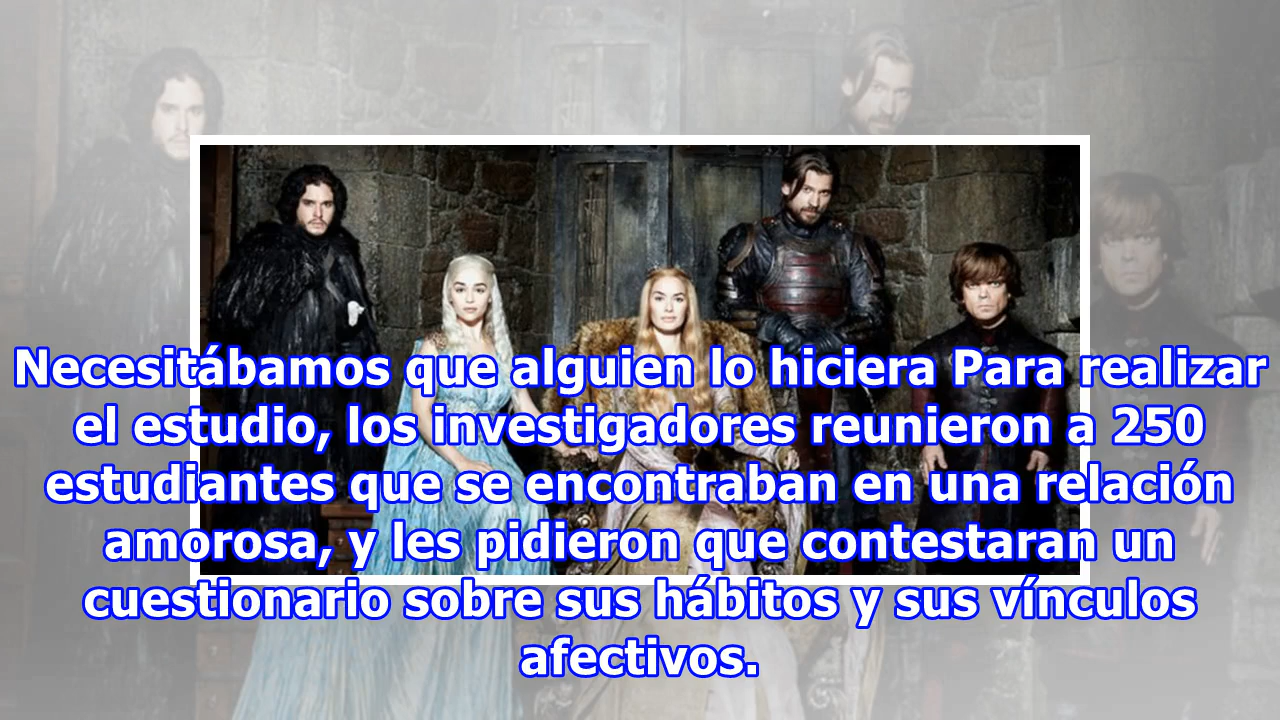 Necesitábamos que alguien lo hiciera Para realizar
el estudio, los investigadores reunieron a 250
estudiantes que se encontraban en una relación
amorosa, y les pidieron que contestaran un
cuestionario sobre sus hábitos y sus vínculos
afectivos.